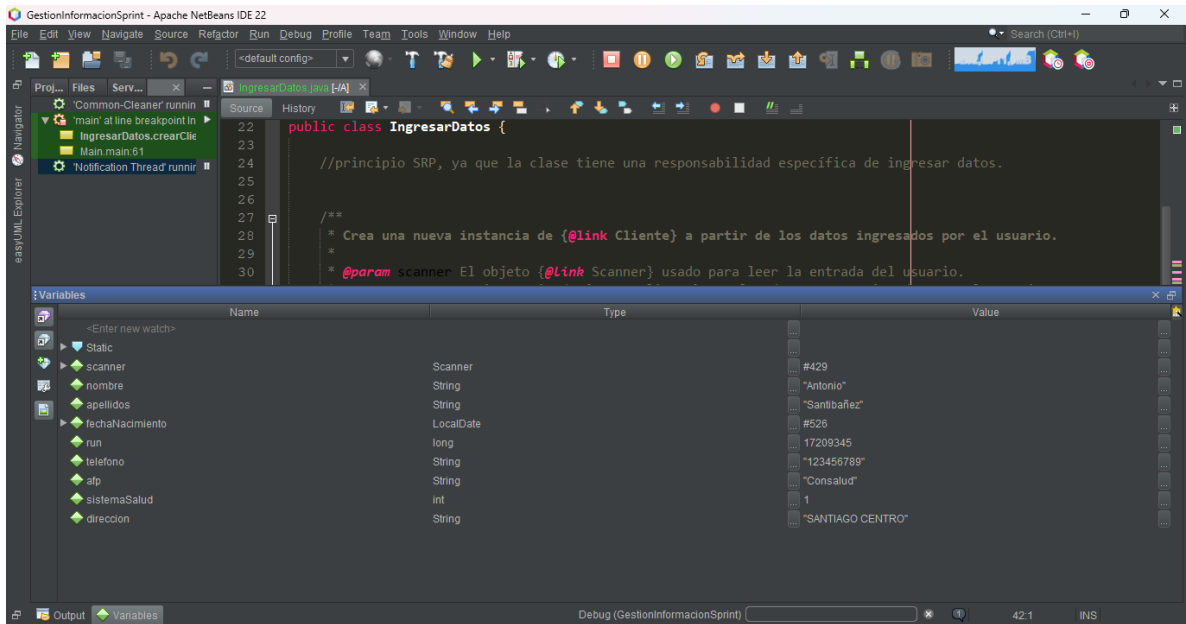 GestionInformacionSprint - Apache NetBeans IDE 22
File Edit View Navigate Source Refactor Run Debug Profile Team Tools Window Help
Search (Ctrl+I)
<default config>
Proj... Files Serv...
IngresarDatos.java [-/A]
Navigator
easyUML Explorer
'Common-Cleaner' runnin
'main' at line breakpoint In
IngresarDatos.crearClie
Main.main:61
'Notification Thread' runnir
Source History
22 public class IngresarDatos {
23
24 //principio SRP, ya que la clase tiene una responsabilidad específica de ingresar datos.
25
26
27 /**
28 * Crea una nueva instancia de {@link Cliente} a partir de los datos ingresados por el usuario.
29 *
30 * @param scanner El objeto {@link Scanner} usado para leer la entrada del usuario.
Variables
Name Type Value
<Enter new watch>
Static
scanner Scanner #429
nombre String "Antonio"
apellidos String "Santibañez"
fechaNacimiento LocalDate #526
run long 17209345
telefono String "123456789"
afp String "Consalud"
sistemaSalud int 1
direccion String "SANTIAGO CENTRO"
Output Variables
Debug (GestionInformacionSprint)
1
42:1
INS